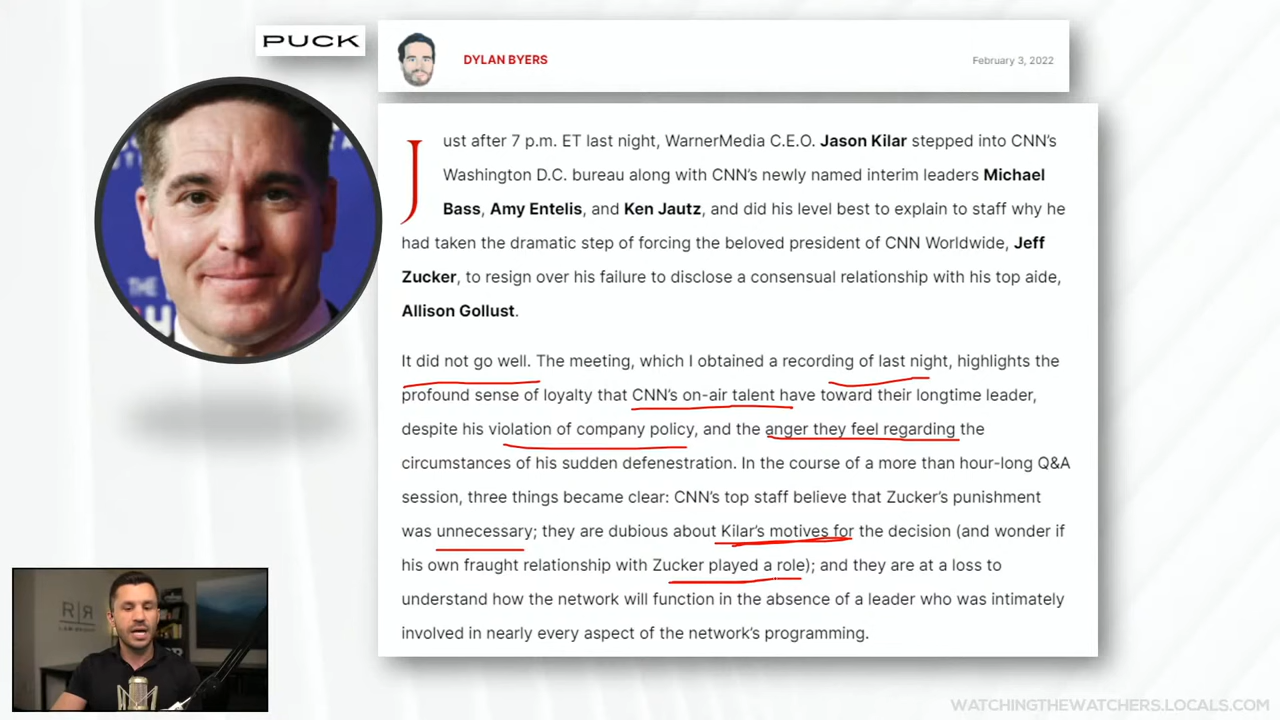 PUCK
DYLAN BYERS
February 3, 2022
Just after 7 p.m. ET last night, WarnerMedia C.E.O. Jason Kilar stepped into CNN's
Washington D.C. bureau along with CNN's newly named interim leaders Michael
Bass, Amy Entelis, and Ken Jautz, and did his level best to explain to staff why he
had taken the dramatic step of forcing the beloved president of CNN Worldwide, Jeff
Zucker, to resign over his failure to disclose a consensual relationship with his top aide,
Allison Gollust.
It did not go well. The meeting, which I obtained a recording of last night, highlights the
profound sense of loyalty that CNN's on-air talent have toward their longtime leader,
despite his violation of company policy, and the anger they feel regarding the
circumstances of his sudden defenestration. In the course of a more than hour-long Q&A
session, three things became clear: CNN's top staff believe that Zucker's punishment
was unnecessary; they are dubious about Kilar's motives for the decision (and wonder if
his own fraught relationship with Zucker played a role); and they are at a loss to
understand how the network will function in the absence of a leader who was intimately
involved in nearly every aspect of the network's programming.
THE
R|R
LAW GROUP
WATCHINGTHEWATCHERS.LOCALS.COM